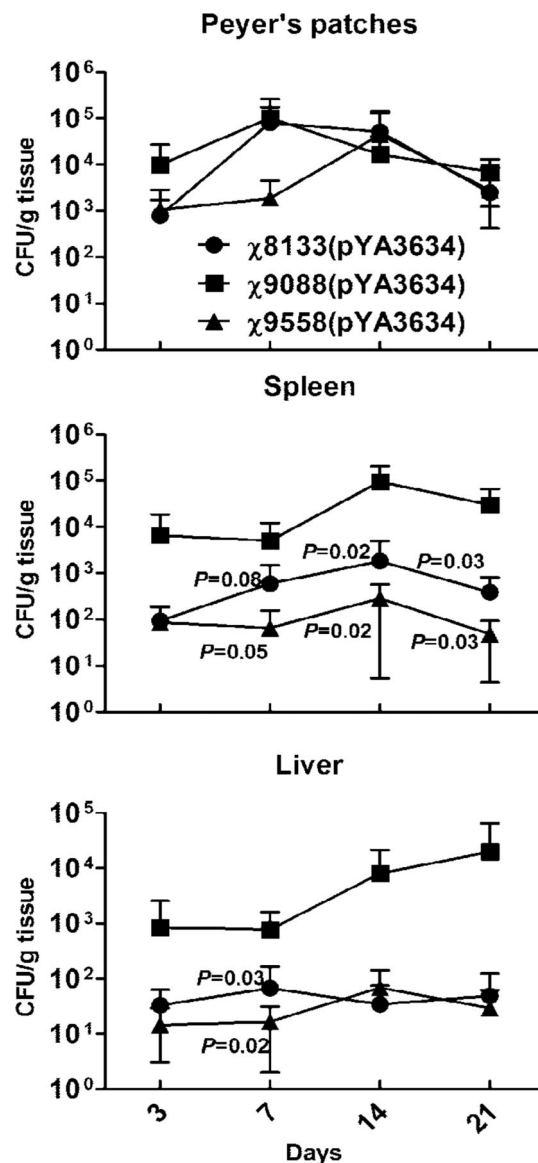 Peyer's patches
CFU/g tissue
10⁶
10⁵
10⁴
10³
10²
10¹
10⁰
χ8133(pYA3634)
χ9088(pYA3634)
χ9558(pYA3634)
Spleen
CFU/g tissue
10⁶
10⁵
10⁴
10³
10²
10¹
10⁰
P=0.08
P=0.02
P=0.03
P=0.05
P=0.02
P=0.03
Liver
CFU/g tissue
10⁵
10⁴
10³
10²
10¹
10⁰
P=0.03
P=0.02
3 7 14 21
Days